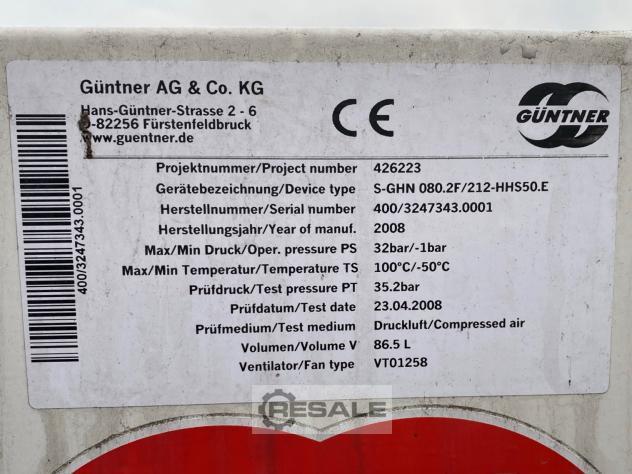 Güntner AG & Co. KG
Hans-Güntner-Strasse 2 - 6
D-82256 Fürstenfeldbruck
www.guentner.de
CE
GÜNTNER
Projektnummer/Project number 426223
Gerätebezeichnung/Device type S-GHN 080.2F/212-HHS50.E
Herstellnummer/Serial number 400/3247343.0001
Herstellungsjahr/Year of manuf. 2008
Max/Min Druck/Oper. pressure PS 32bar/-1bar
Max/Min Temperatur/Temperature TS 100°C/-50°C
Prüfdruck/Test pressure PT 35.2bar
Prüfdatum/Test date 23.04.2008
Prüfmedium/Test medium Druckluft/Compressed air
Volumen/Volume V 86.5 L
Ventilator/Fan type VT01258
400/3247343.0001
RESALE